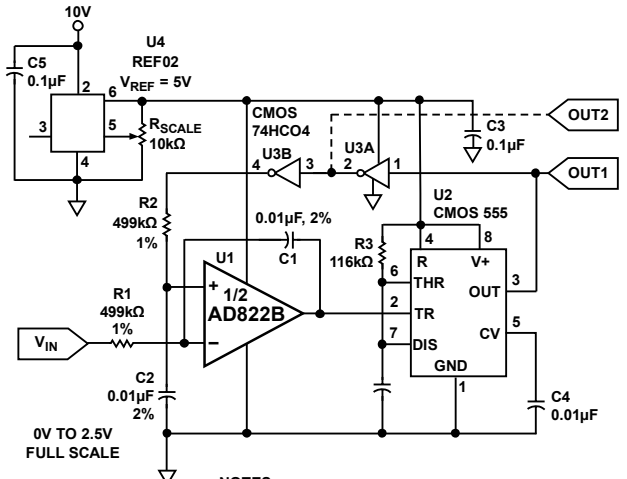 10V
U4
REF02
V_REF = 5V
C5
0.1µF
2
6
3
5
4
R_SCALE
10kΩ
CMOS
74HCO4
U3B
4
3
U3A
2
1
C3
0.1µF
OUT2
OUT1
R2
499kΩ
1%
0.01µF, 2%
C1
U1
1/2
AD822B
+
−
R1
499kΩ
1%
V_IN
C2
0.01µF
2%
U2
CMOS 555
R3
116kΩ
4
8
R
V+
6
THR
OUT
3
2
TR
CV
5
7
DIS
GND
1
C4
0.01µF
0V TO 2.5V
FULL SCALE